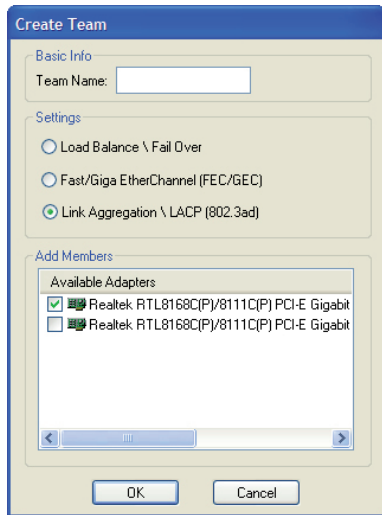 Create Team
Basic Info
Team Name:
Settings
Load Balance \ Fail Over
Fast/Giga EtherChannel (FEC/GEC)
Link Aggregation \ LACP (802.3ad)
Add Members
Available Adapters
Realtek RTL8168C(P)/8111C(P) PCI-E Gigabit
Realtek RTL8168C(P)/8111C(P) PCI-E Gigabit
OK Cancel